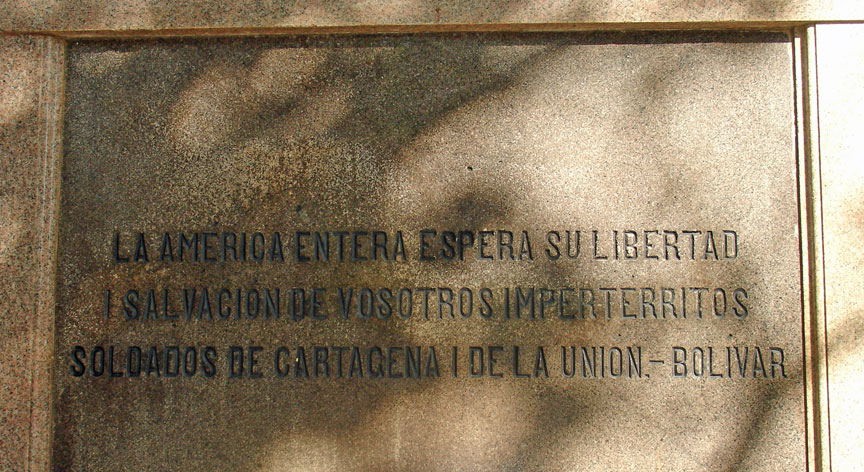 LA AMERICA ENTERA ESPERA SU LIBERTAD
I SALVACION DE VOSOTROS IMPERTERRITOS
SOLDADOS DE CARTAGENA I DE LA UNION.—BOLIVAR